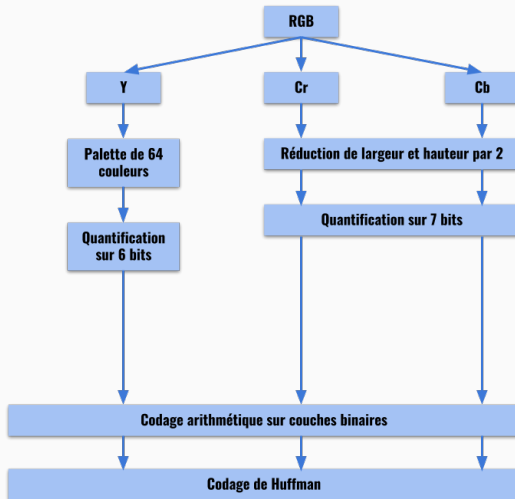 RGB
Y
Cr
Cb
Palette de 64
couleurs
Réduction de largeur et hauteur par 2
Quantification
sur 6 bits
Quantification sur 7 bits
Codage arithmétique sur couches binaires
Codage de Huffman